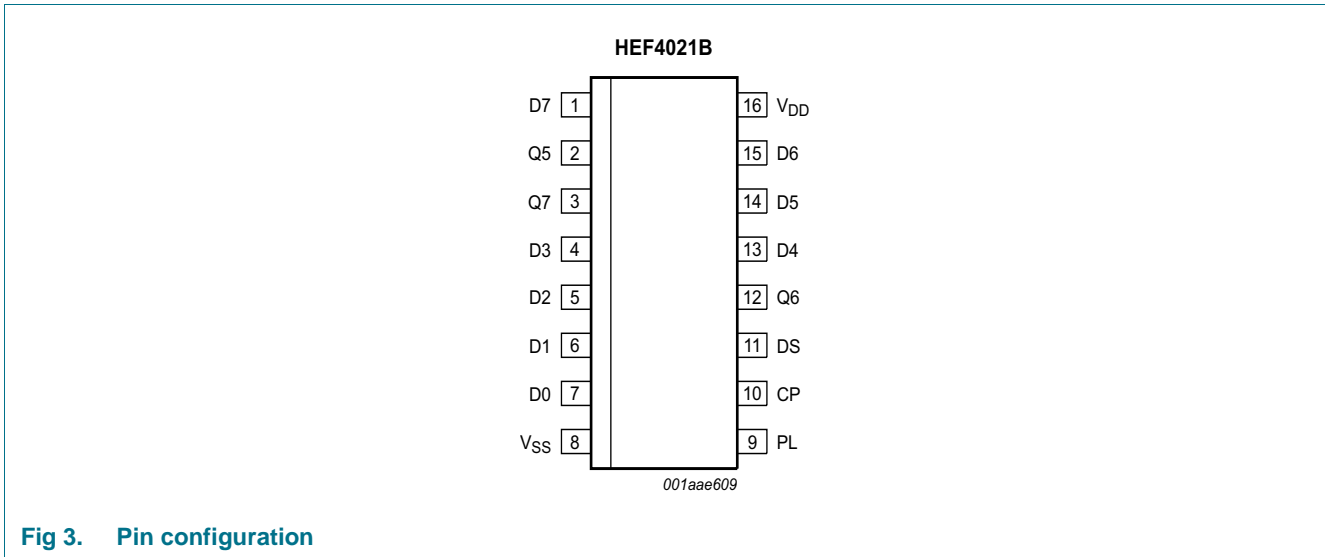 HEF4021B
D7 1 16 VDD
Q5 2 15 D6
Q7 3 14 D5
D3 4 13 D4
D2 5 12 Q6
D1 6 11 DS
D0 7 10 CP
VSS 8 9 PL
001aae609
Fig 3. Pin configuration